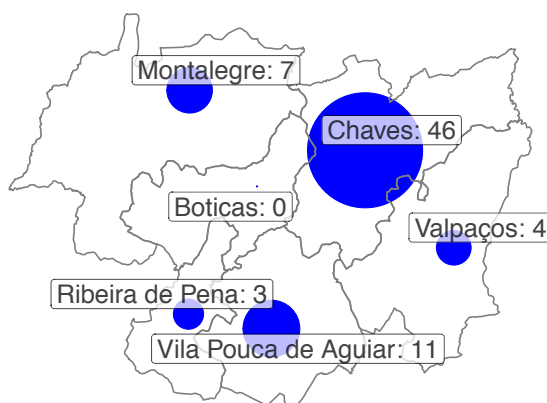 Montalegre: 7
Chaves: 46
Boticas: 0
Valpaços: 4
Ribeira de Pena: 3
Vila Pouca de Aguiar: 11